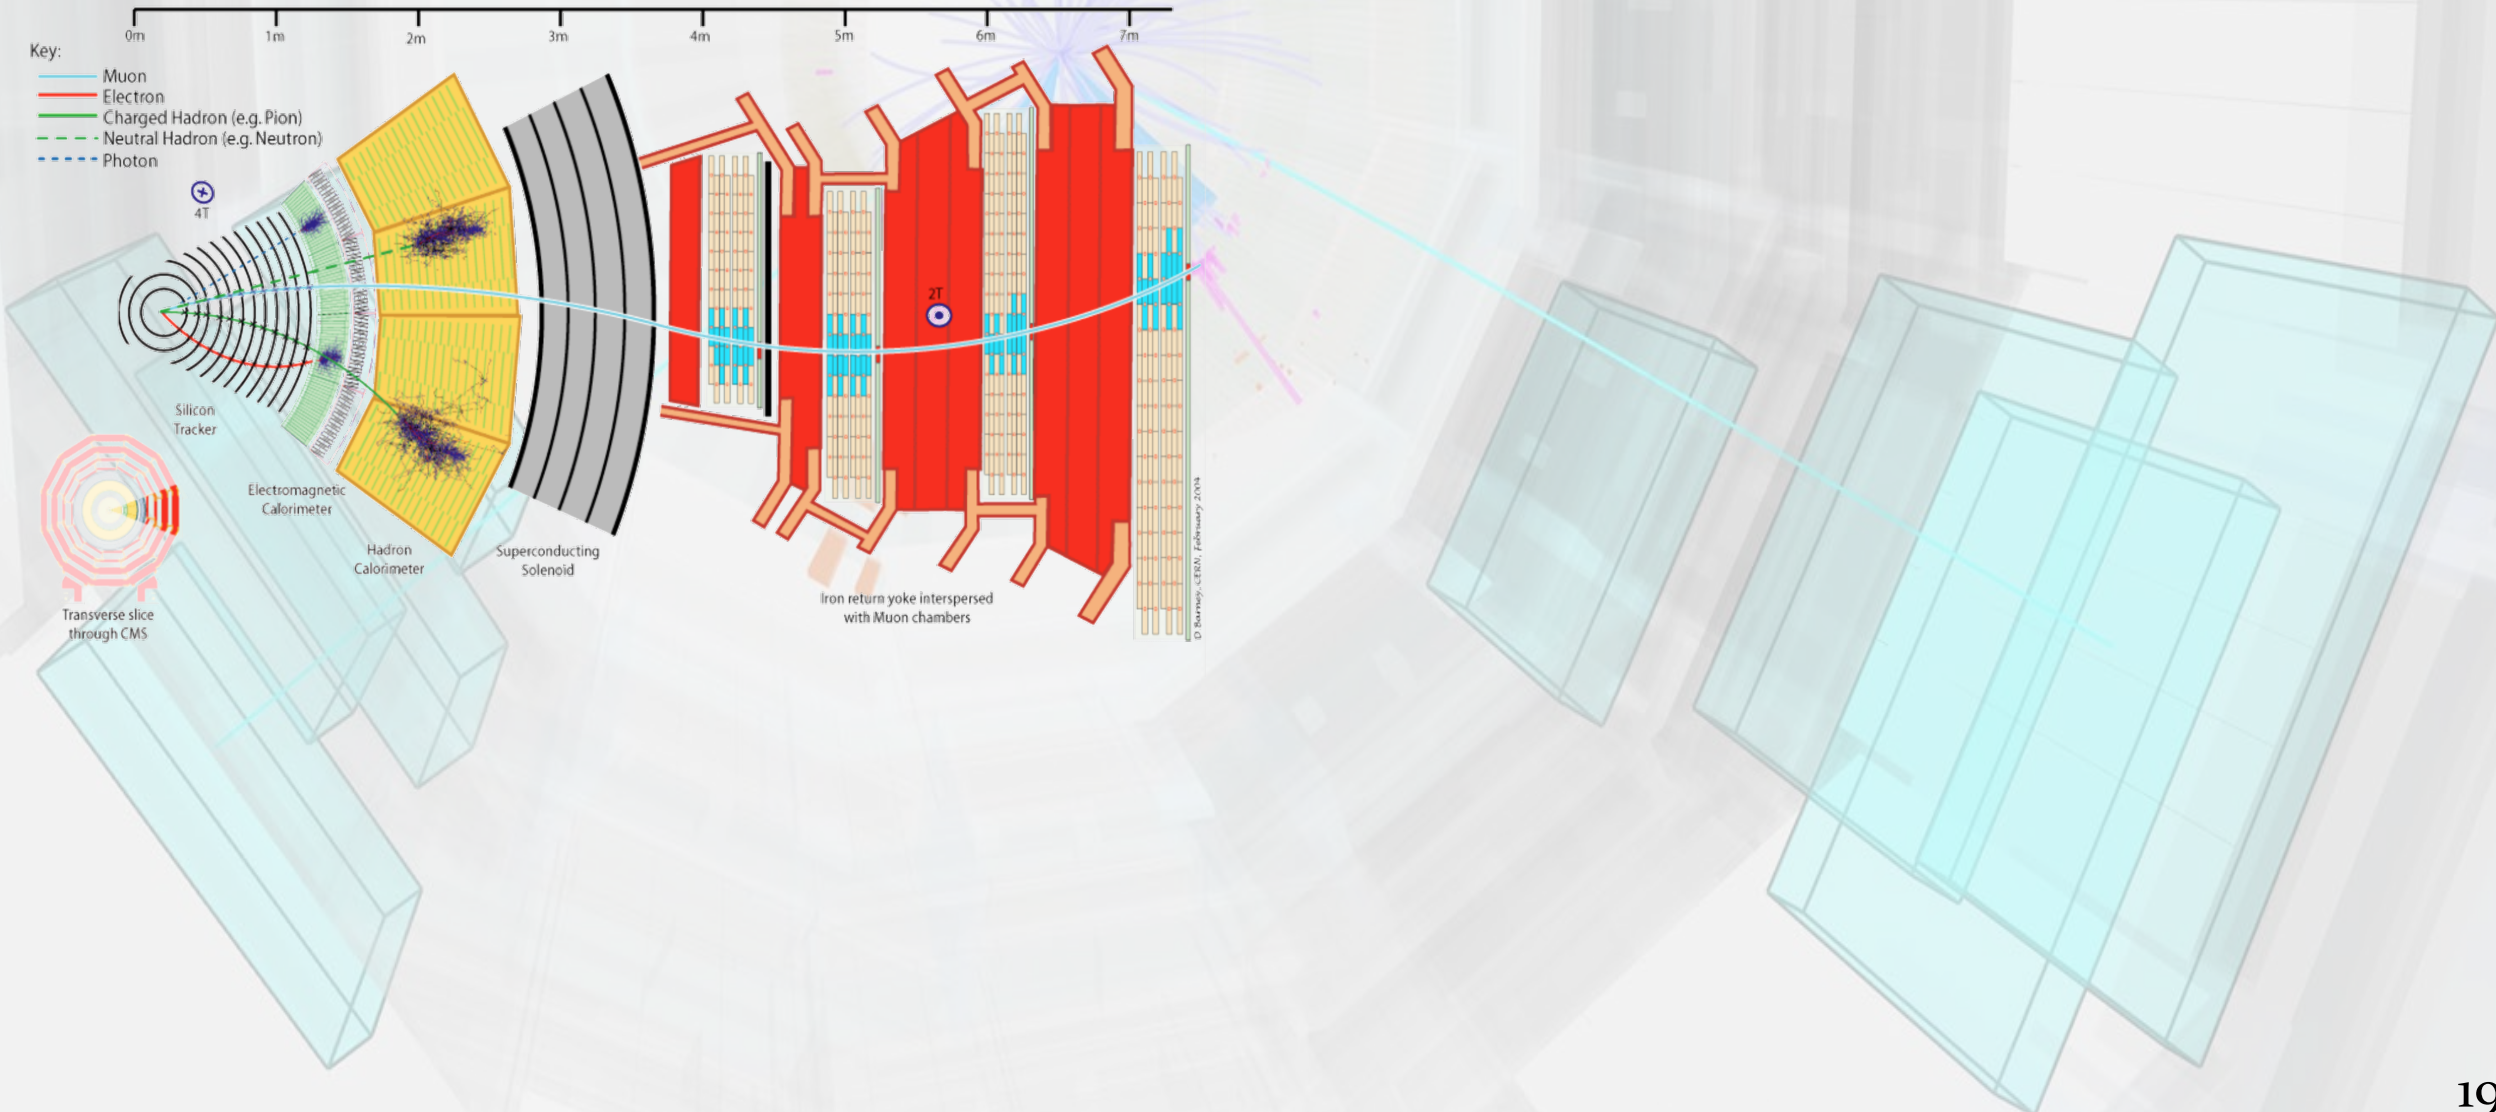 0m 1m 2m 3m 4m 5m 6m 7m
Key:
Muon
Electron
Charged Hadron (e.g. Pion)
Neutral Hadron (e.g. Neutron)
Photon
4T
2T
Silicon
Tracker
Electromagnetic
Calorimeter
Hadron
Calorimeter
Superconducting
Solenoid
Iron return yoke interspersed
with Muon chambers
Transverse slice
through CMS
D Barney, CERN, February 2004
19